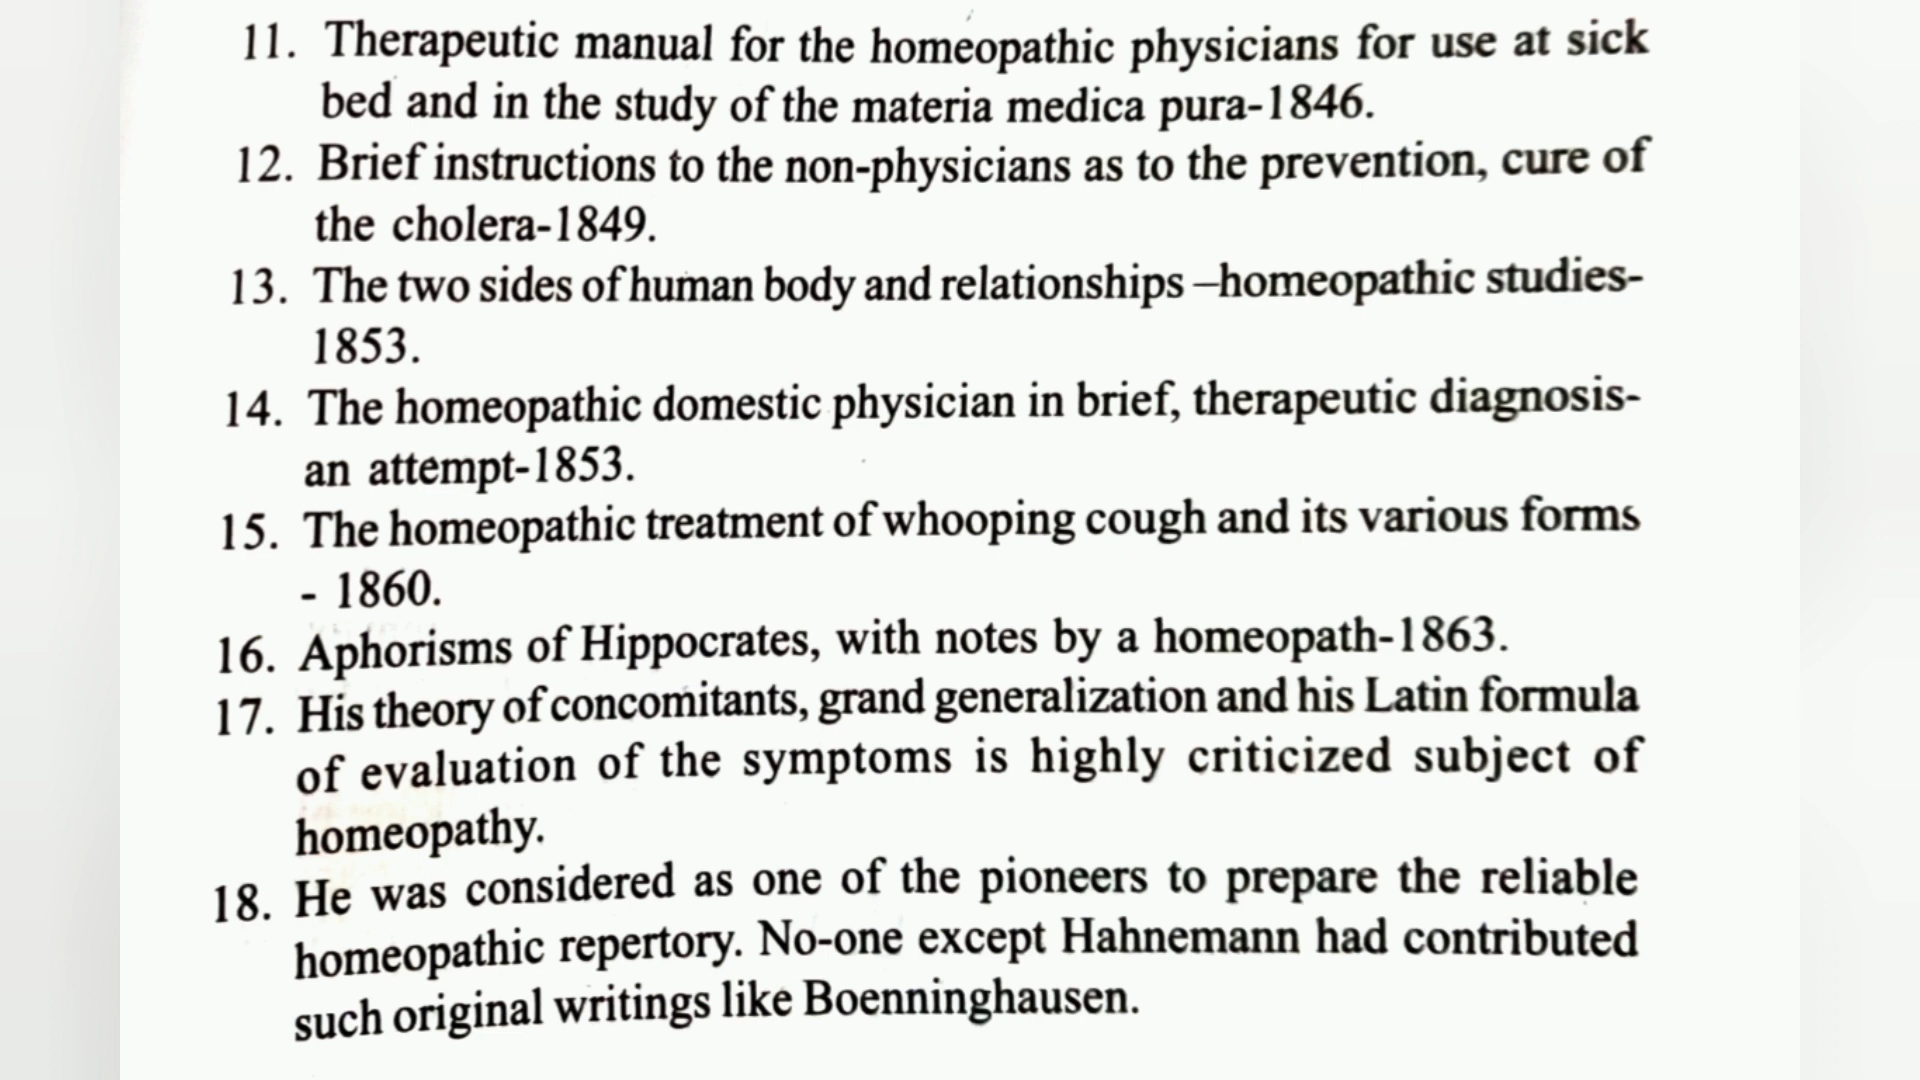 11. Therapeutic manual for the homeopathic physicians for use at sick
bed and in the study of the materia medica pura-1846.
12. Brief instructions to the non-physicians as to the prevention, cure of
the cholera-1849.
13. The two sides of human body and relationships –homeopathic studies-
1853.
14. The homeopathic domestic physician in brief, therapeutic diagnosis-
an attempt-1853.
15. The homeopathic treatment of whooping cough and its various forms
- 1860.
16. Aphorisms of Hippocrates, with notes by a homeopath-1863.
17. His theory of concomitants, grand generalization and his Latin formula
of evaluation of the symptoms is highly criticized subject of
homeopathy.
18. He was considered as one of the pioneers to prepare the reliable
homeopathic repertory. No-one except Hahnemann had contributed
such original writings like Boenninghausen.